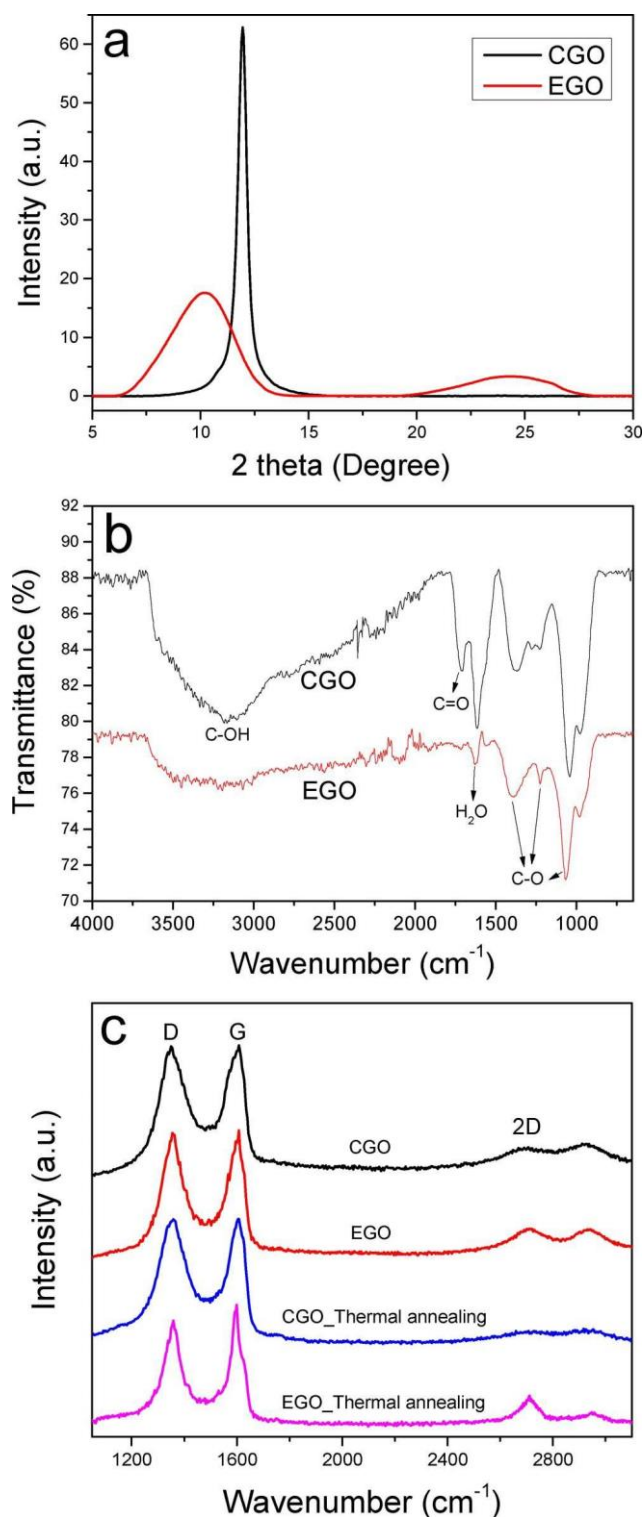 a
CGO
EGO
60
50
40
30
20
10
0
Intensity (a.u.)
5
10
15
20
25
30
2 theta (Degree)
b
92
90
88
86
84
82
80
78
76
74
72
70
Transmittance (%)
CGO
C-OH
C=O
EGO
H₂O
C-O
4000
3500
3000
2500
2000
1500
1000
Wavenumber (cm⁻¹)
c
D
G
2D
CGO
EGO
CGO_Thermal annealing
EGO_Thermal annealing
Intensity (a.u.)
1200
1600
2000
2400
2800
Wavenumber (cm⁻¹)